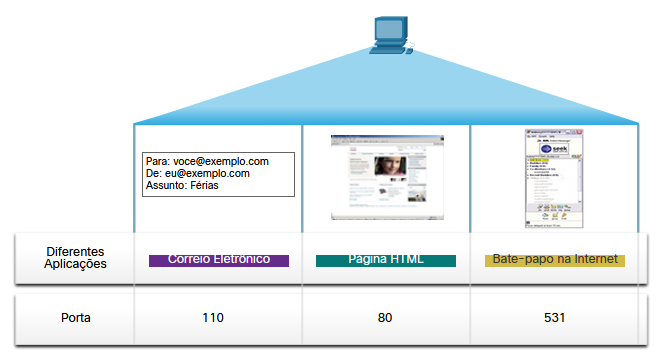 Para: voce@exemplo.com
De: eu@exemplo.com
Assunto: Férias
seek
Diferentes
Aplicações
Correio Eletrônico
Página HTML
Bate-papo na Internet
Porta
110
80
531